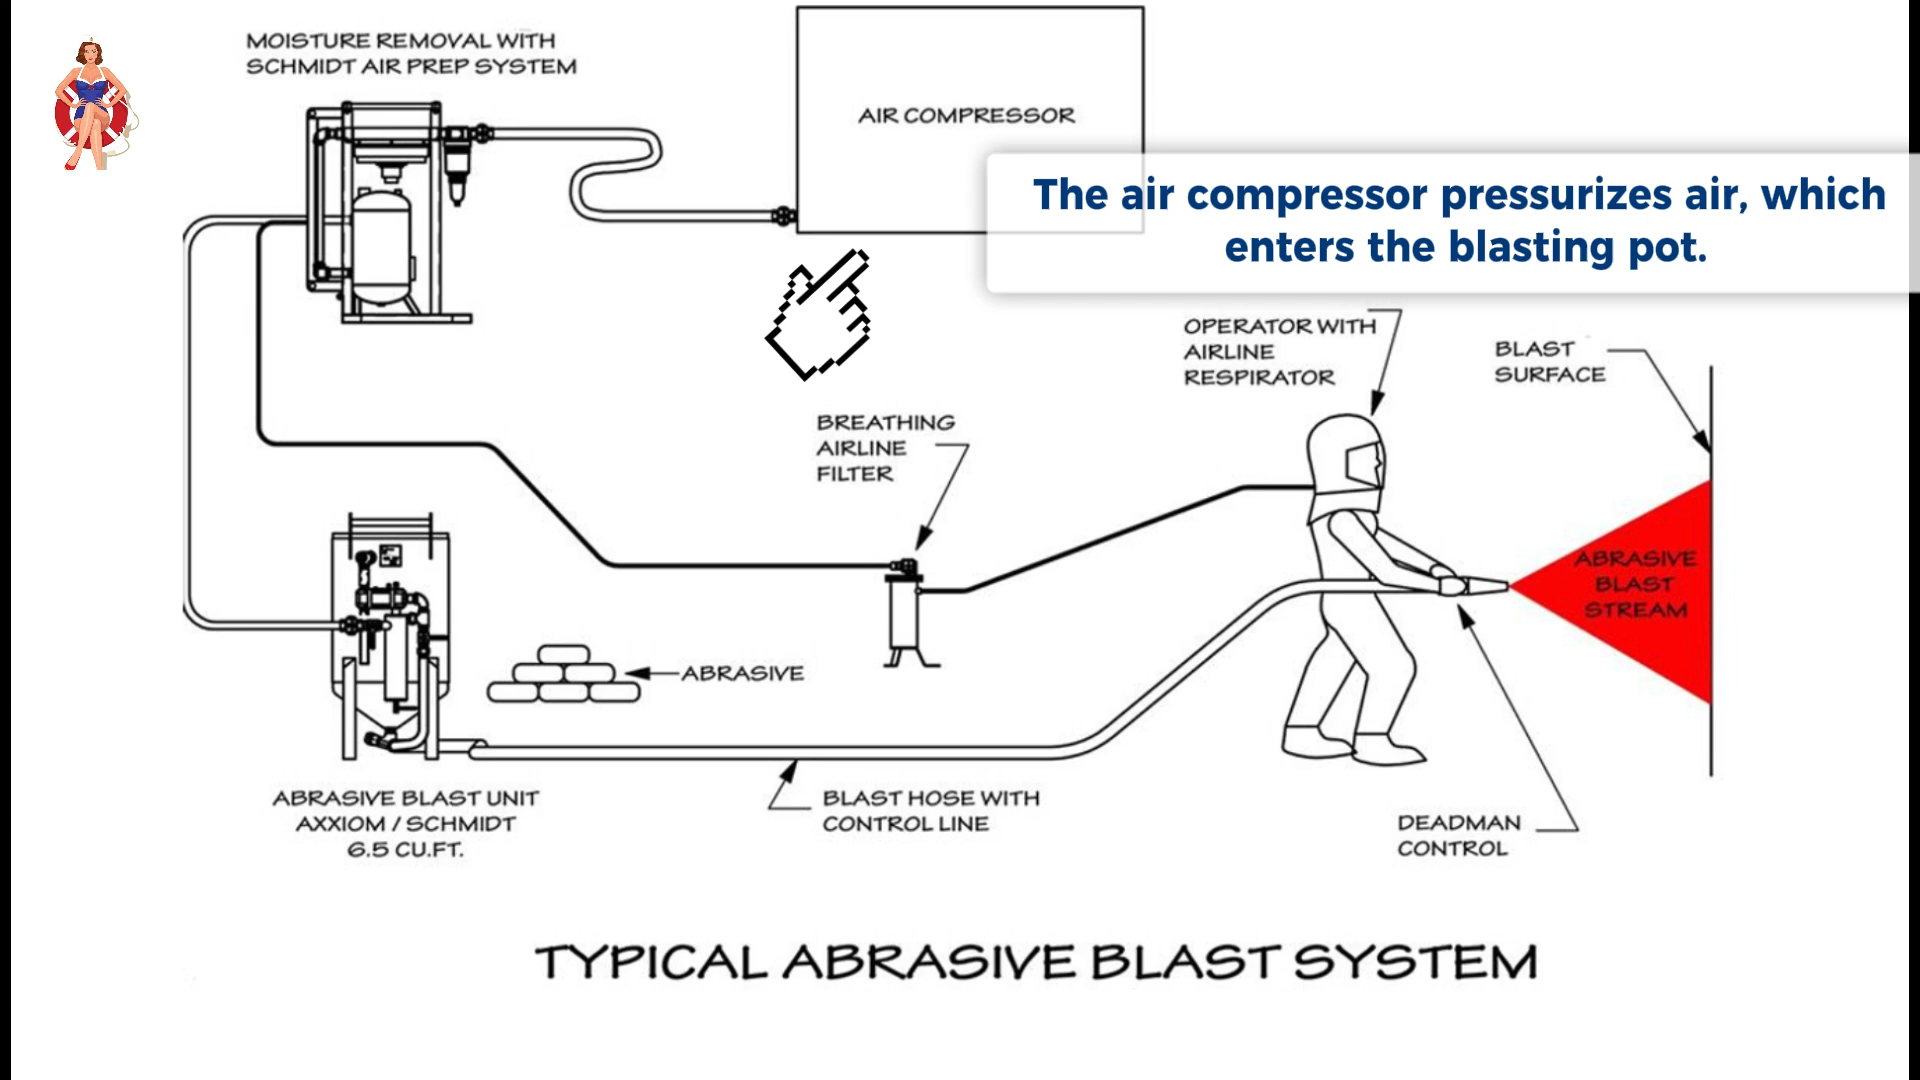 MOISTURE REMOVAL WITH
SCHMIDT AIR PREP SYSTEM
AIR COMPRESSOR
The air compressor pressurizes air, which
enters the blasting pot.
OPERATOR WITH
AIRLINE
RESPIRATOR
BLAST
SURFACE
BREATHING
AIRLINE
FILTER
ABRASIVE
BLAST
STREAM
ABRASIVE
ABRASIVE BLAST UNIT
AXXIOM / SCHMIDT
6.5 CU.FT.
BLAST HOSE WITH
CONTROL LINE
DEADMAN
CONTROL
TYPICAL ABRASIVE BLAST SYSTEM